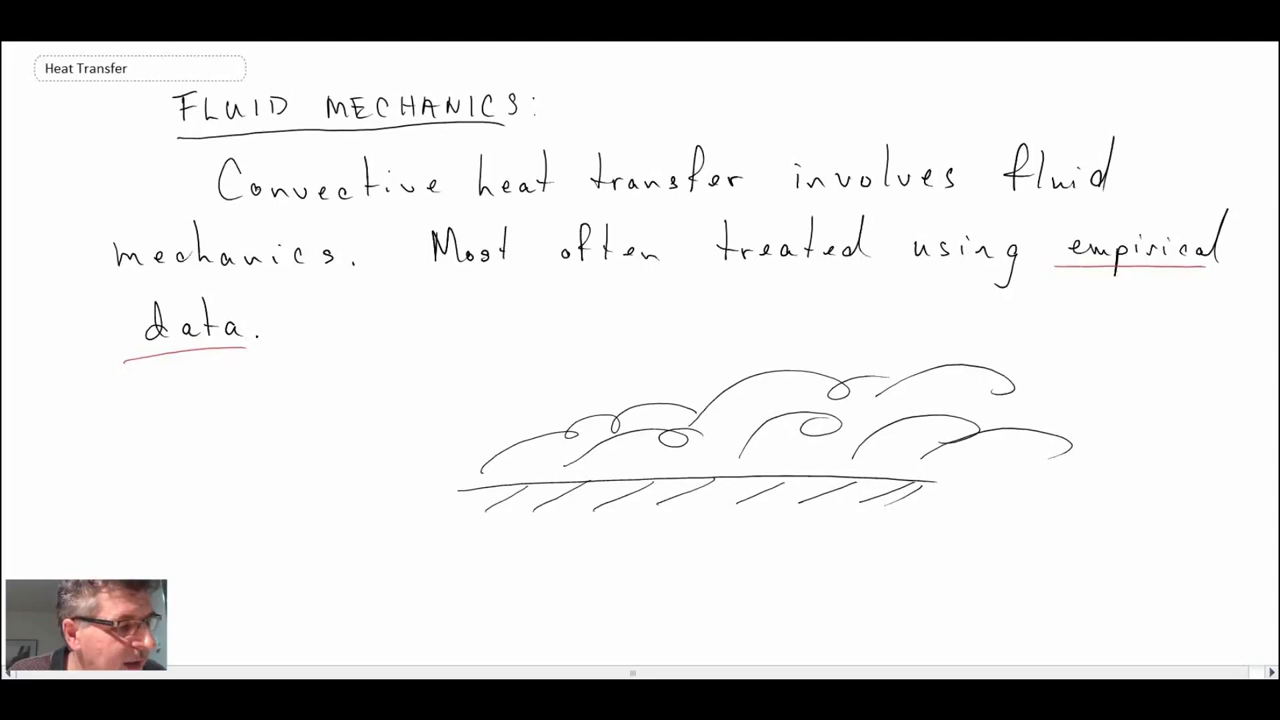 Heat Transfer
FLUID MECHANICS:
Convective heat transfer involves fluid
mechanics. Most often treated using empirical
data.